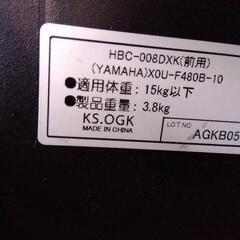 HBC-008DXK(前用)
(YAMAHA)X0U-F480B-10
●適用体重：15kg以下
●製品重量：3.8kg
KS.OGK
MADE IN CHINA
LOT NO
AGKB05